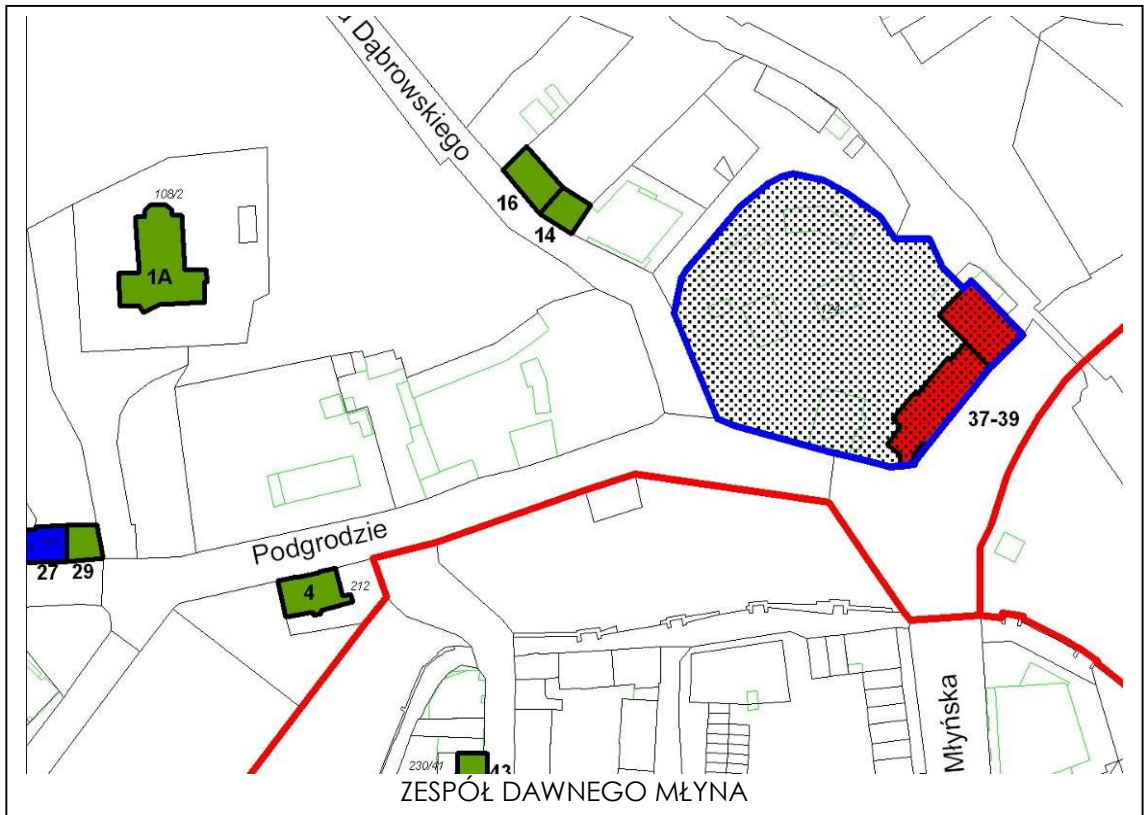 Dąbrowskiego
108/2
1A
16
14
37-39
Podgrodzie
27 29
4
212
Młyńska
230/41
43
ZESPÓŁ DAWNEGO MŁYNA